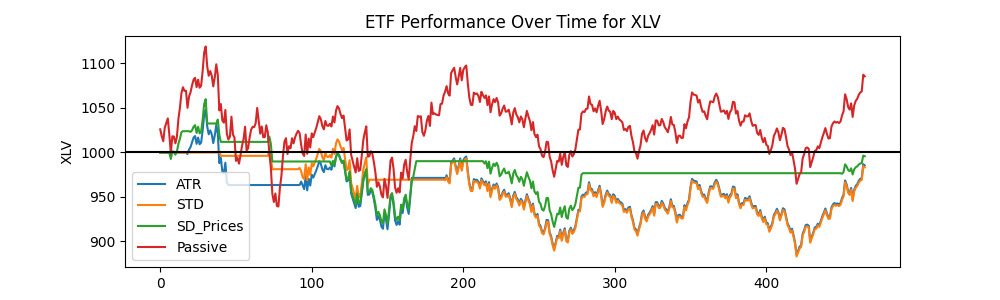 ETF Performance Over Time for XLV
XLV
1100
1050
1000
950
900
ATR
STD
SD_Prices
Passive
0
100
200
300
400